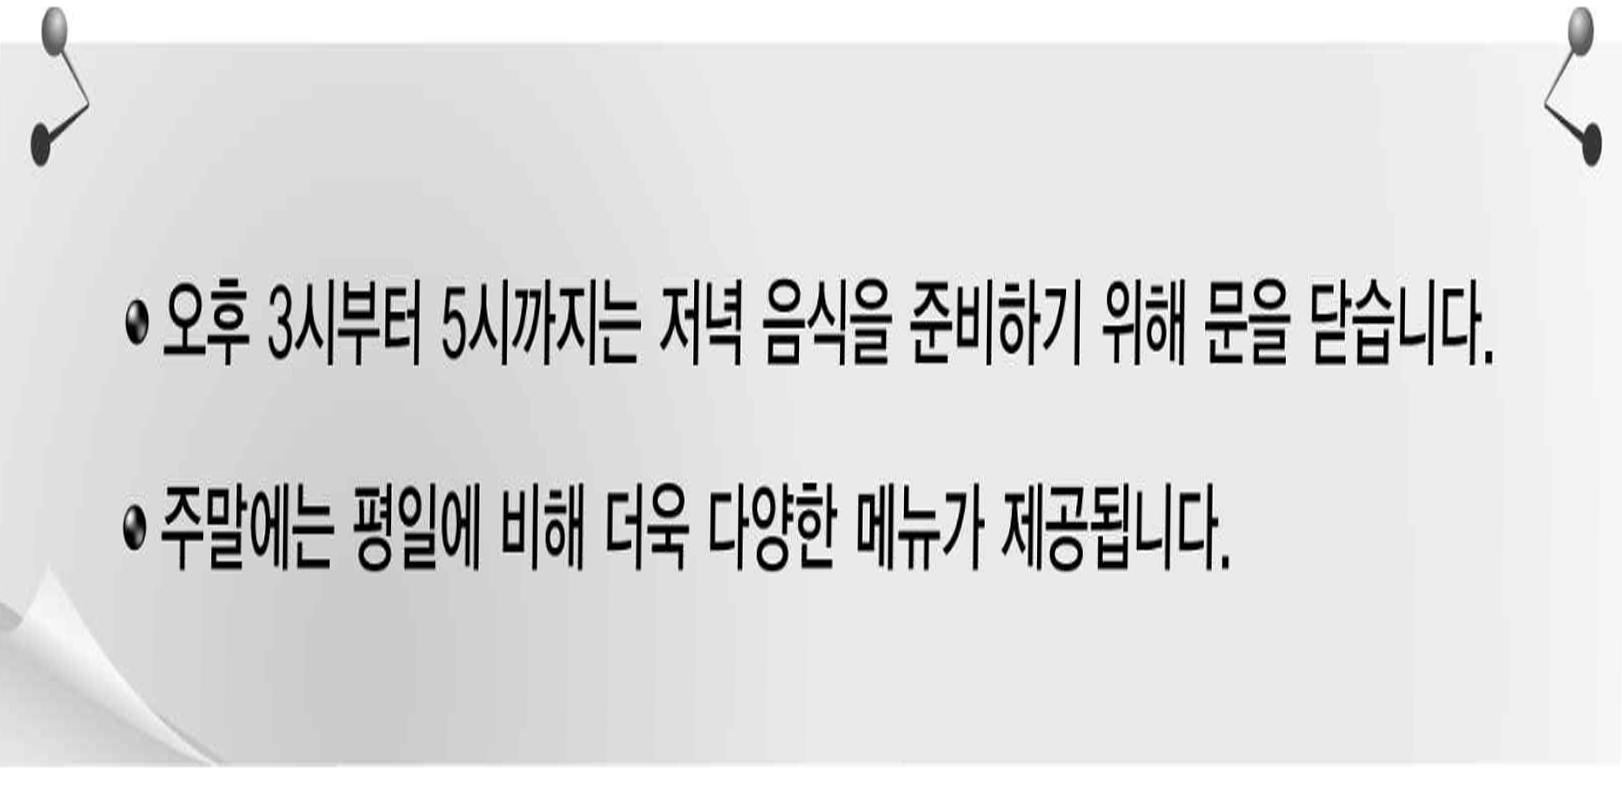 • 오후 3시부터 5시까지는 저녁 음식을 준비하기 위해 문을 닫습니다.
• 주말에는 평일에 비해 더욱 다양한 메뉴가 제공됩니다.